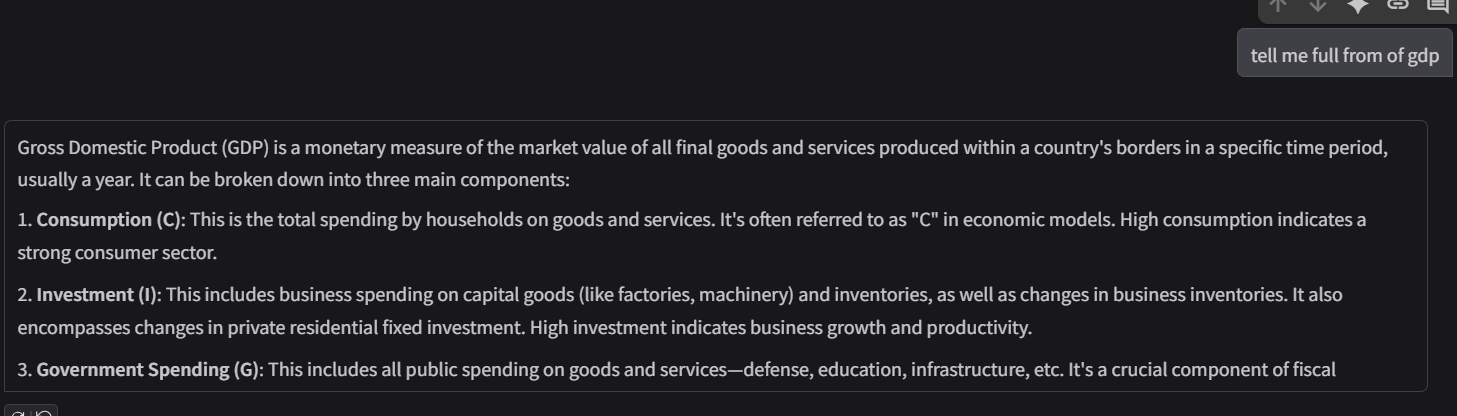 tell me full from of gdp
Gross Domestic Product (GDP) is a monetary measure of the market value of all final goods and services produced within a country's borders in a specific time period,
usually a year. It can be broken down into three main components:
1. Consumption (C): This is the total spending by households on goods and services. It's often referred to as "C" in economic models. High consumption indicates a
strong consumer sector.
2. Investment (I): This includes business spending on capital goods (like factories, machinery) and inventories, as well as changes in business inventories. It also
encompasses changes in private residential fixed investment. High investment indicates business growth and productivity.
3. Government Spending (G): This includes all public spending on goods and services—defense, education, infrastructure, etc. It's a crucial component of fiscal